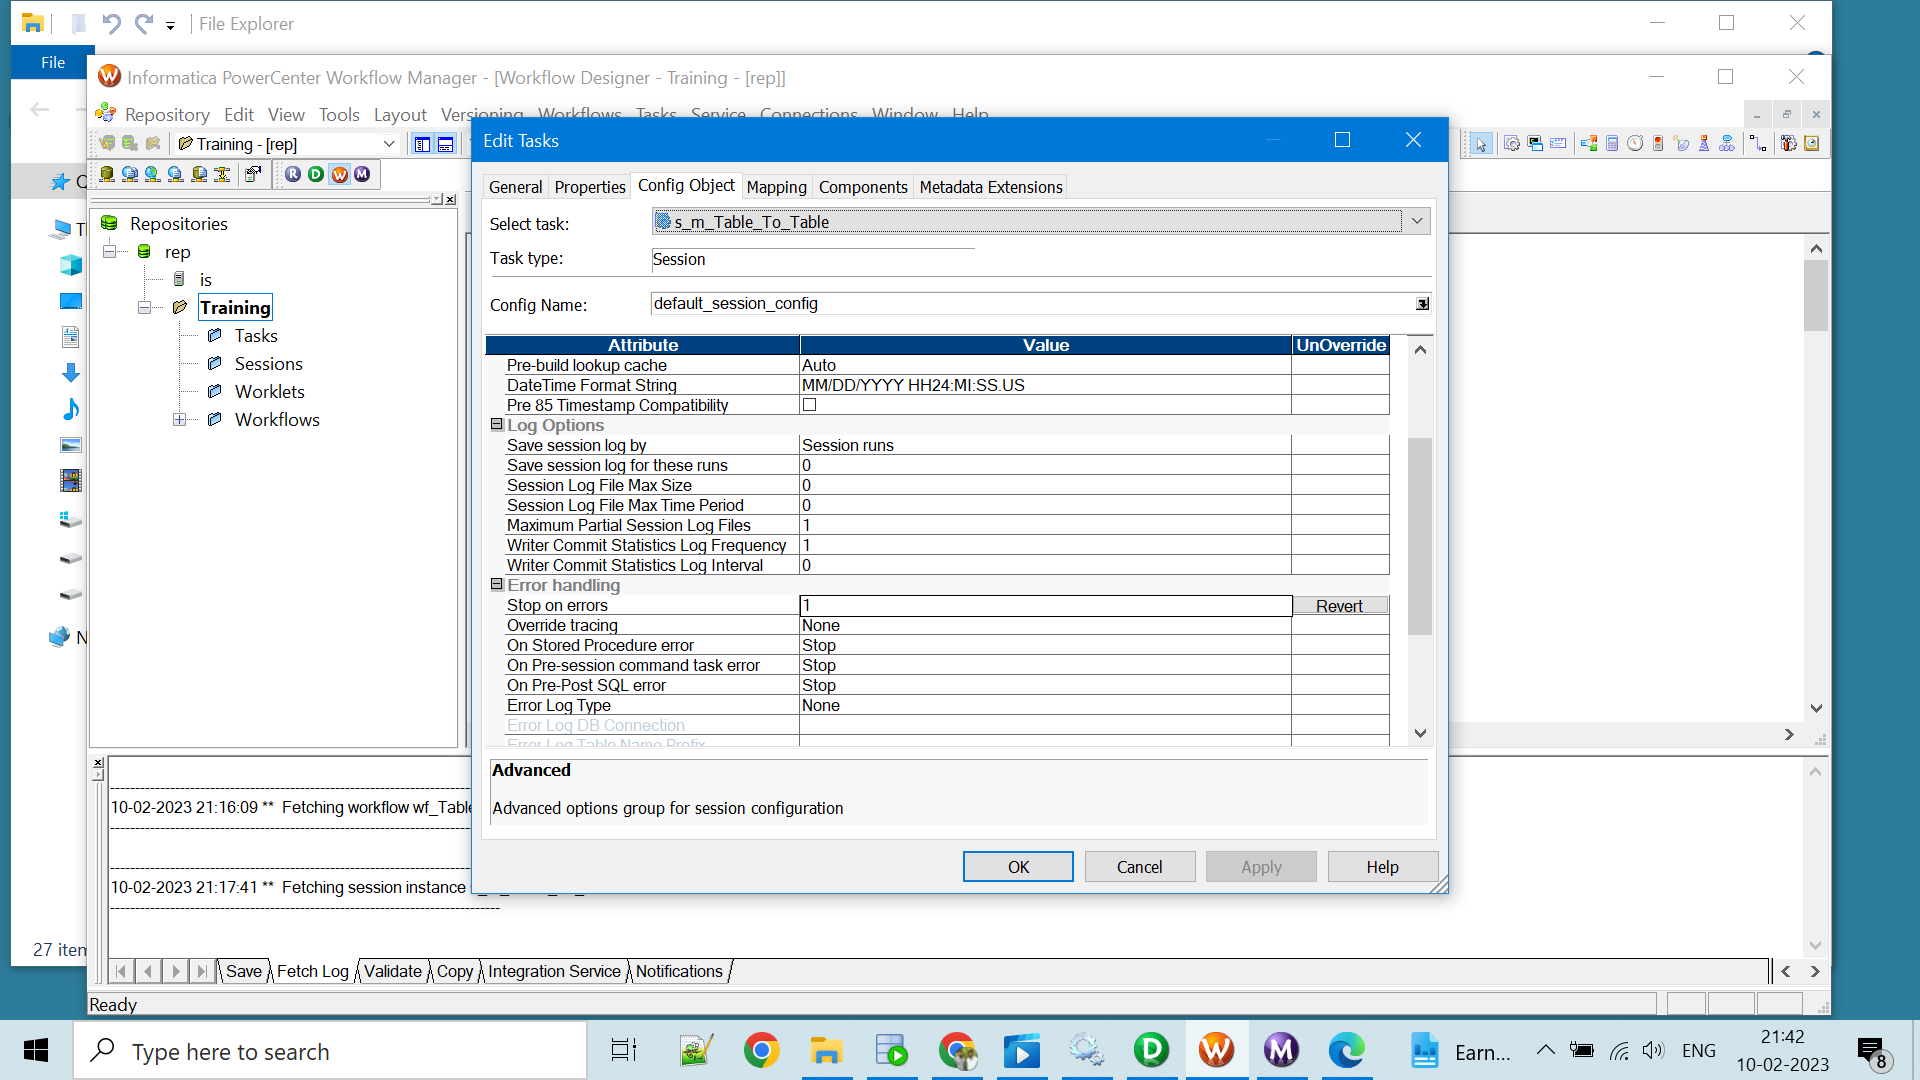 File Explorer
File
Informatica PowerCenter Workflow Manager - [Workflow Designer - Training - [rep]]
Repository Edit View Tools Layout Versioning Workflows Tasks Service Connections Window Help
Training - [rep]
R D W M
Repositories
rep
is
Training
Tasks
Sessions
Worklets
Workflows
27 item
Edit Tasks
General Properties Config Object Mapping Components Metadata Extensions
Select task: s_m_Table_To_Table
Task type: Session
Config Name: default_session_config
Attribute Value UnOverride
Pre-build lookup cache Auto
DateTime Format String MM/DD/YYYY HH24:MI:SS.US
Pre 85 Timestamp Compatibility
Log Options
Save session log by Session runs
Save session log for these runs 0
Session Log File Max Size 0
Session Log File Max Time Period 0
Maximum Partial Session Log Files 1
Writer Commit Statistics Log Frequency 1
Writer Commit Statistics Log Interval 0
Error handling
Stop on errors 1 Revert
Override tracing None
On Stored Procedure error Stop
On Pre-session command task error Stop
On Pre-Post SQL error Stop
Error Log Type None
Error Log DB Connection
Error Log Table Name Prefix
Advanced
Advanced options group for session configuration
OK Cancel Apply Help
10-02-2023 21:16:09 ** Fetching workflow wf_Table
10-02-2023 21:17:41 ** Fetching session instance
Save Fetch Log Validate Copy Integration Service Notifications
Ready
Type here to search
Earn...
ENG
21:42
10-02-2023
8